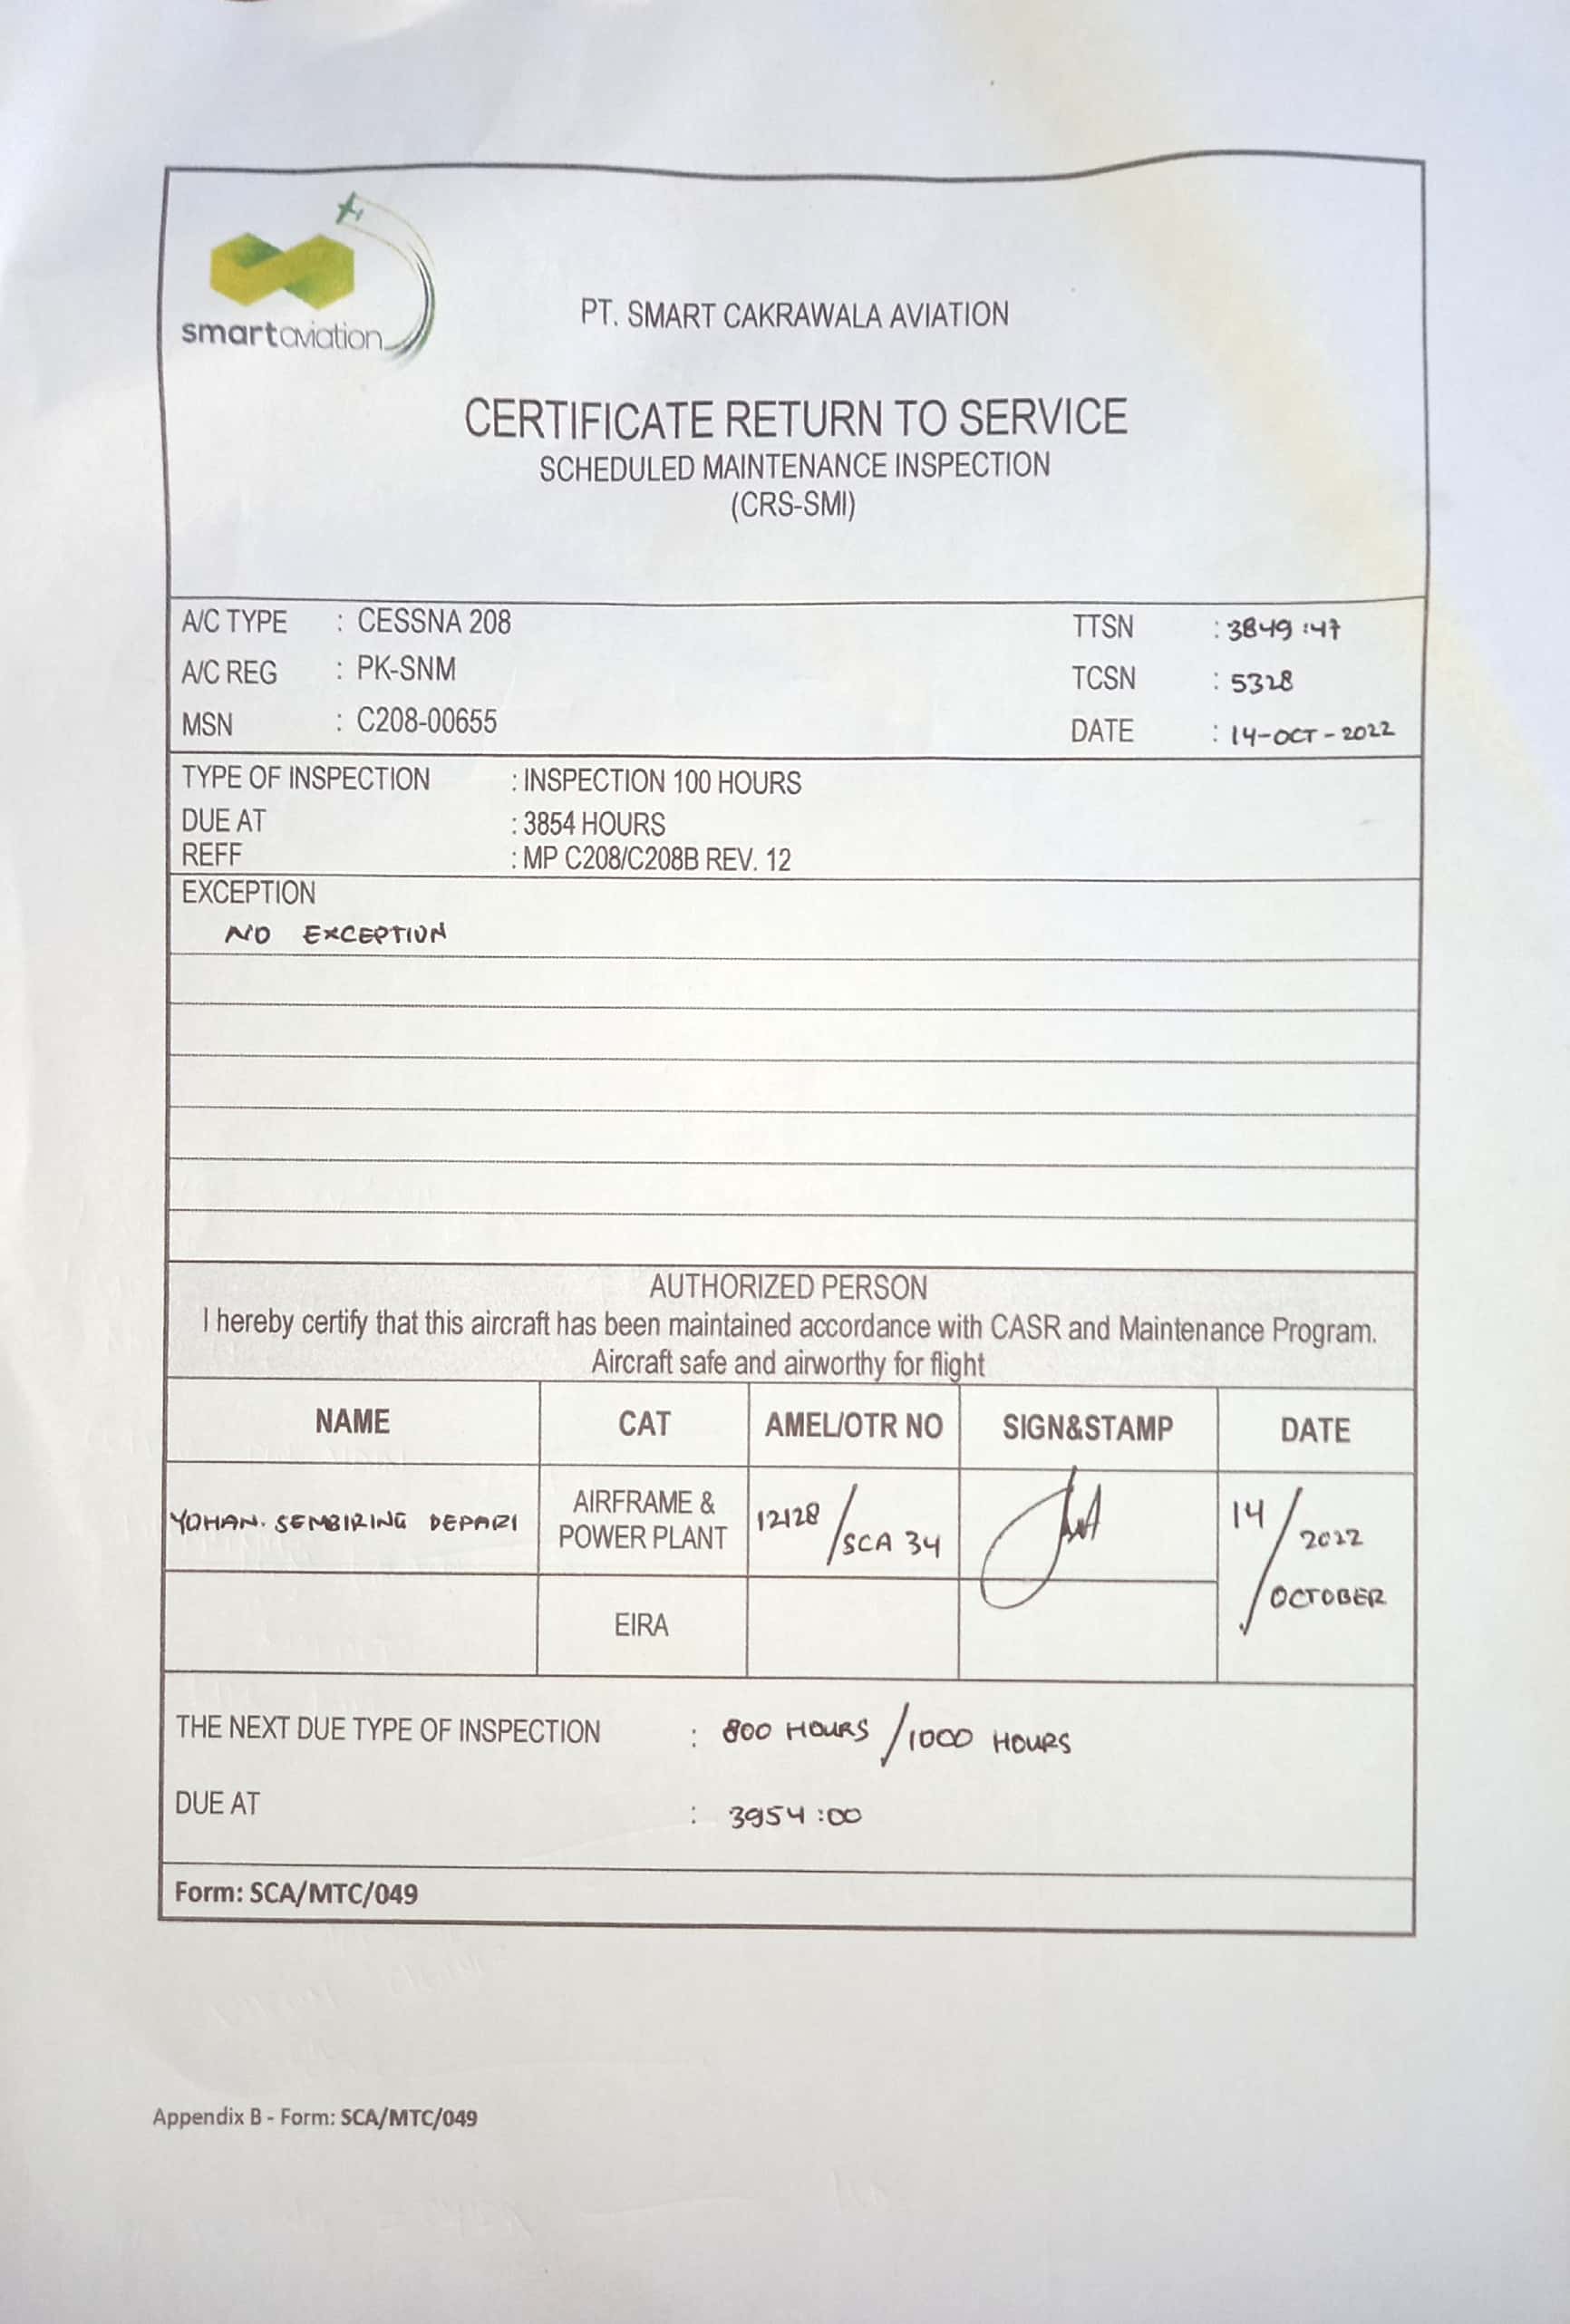 smartaviation
PT. SMART CAKRAWALA AVIATION
CERTIFICATE RETURN TO SERVICE
SCHEDULED MAINTENANCE INSPECTION
(CRS-SMI)
A/C TYPE : CESSNA 208 TTSN : 3849:47
A/C REG : PK-SNM TCSN : 5328
MSN : C208-00655 DATE : 14-OCT-2022
TYPE OF INSPECTION : INSPECTION 100 HOURS
DUE AT : 3854 HOURS
REFF : MP C208/C208B REV. 12
EXCEPTION
NO EXCEPTION
AUTHORIZED PERSON
I hereby certify that this aircraft has been maintained accordance with CASR and Maintenance Program.
Aircraft safe and airworthy for flight
NAME CAT AMEL/OTR NO SIGN&STAMP DATE
YOHAN. SEMBIRING DEPARI AIRFRAME & POWER PLANT 12128 / SCA 34 14 / 2022 / OCTOBER
EIRA
THE NEXT DUE TYPE OF INSPECTION : 800 HOURS / 1000 HOURS
DUE AT : 3954:00
Form: SCA/MTC/049
Appendix B - Form: SCA/MTC/049